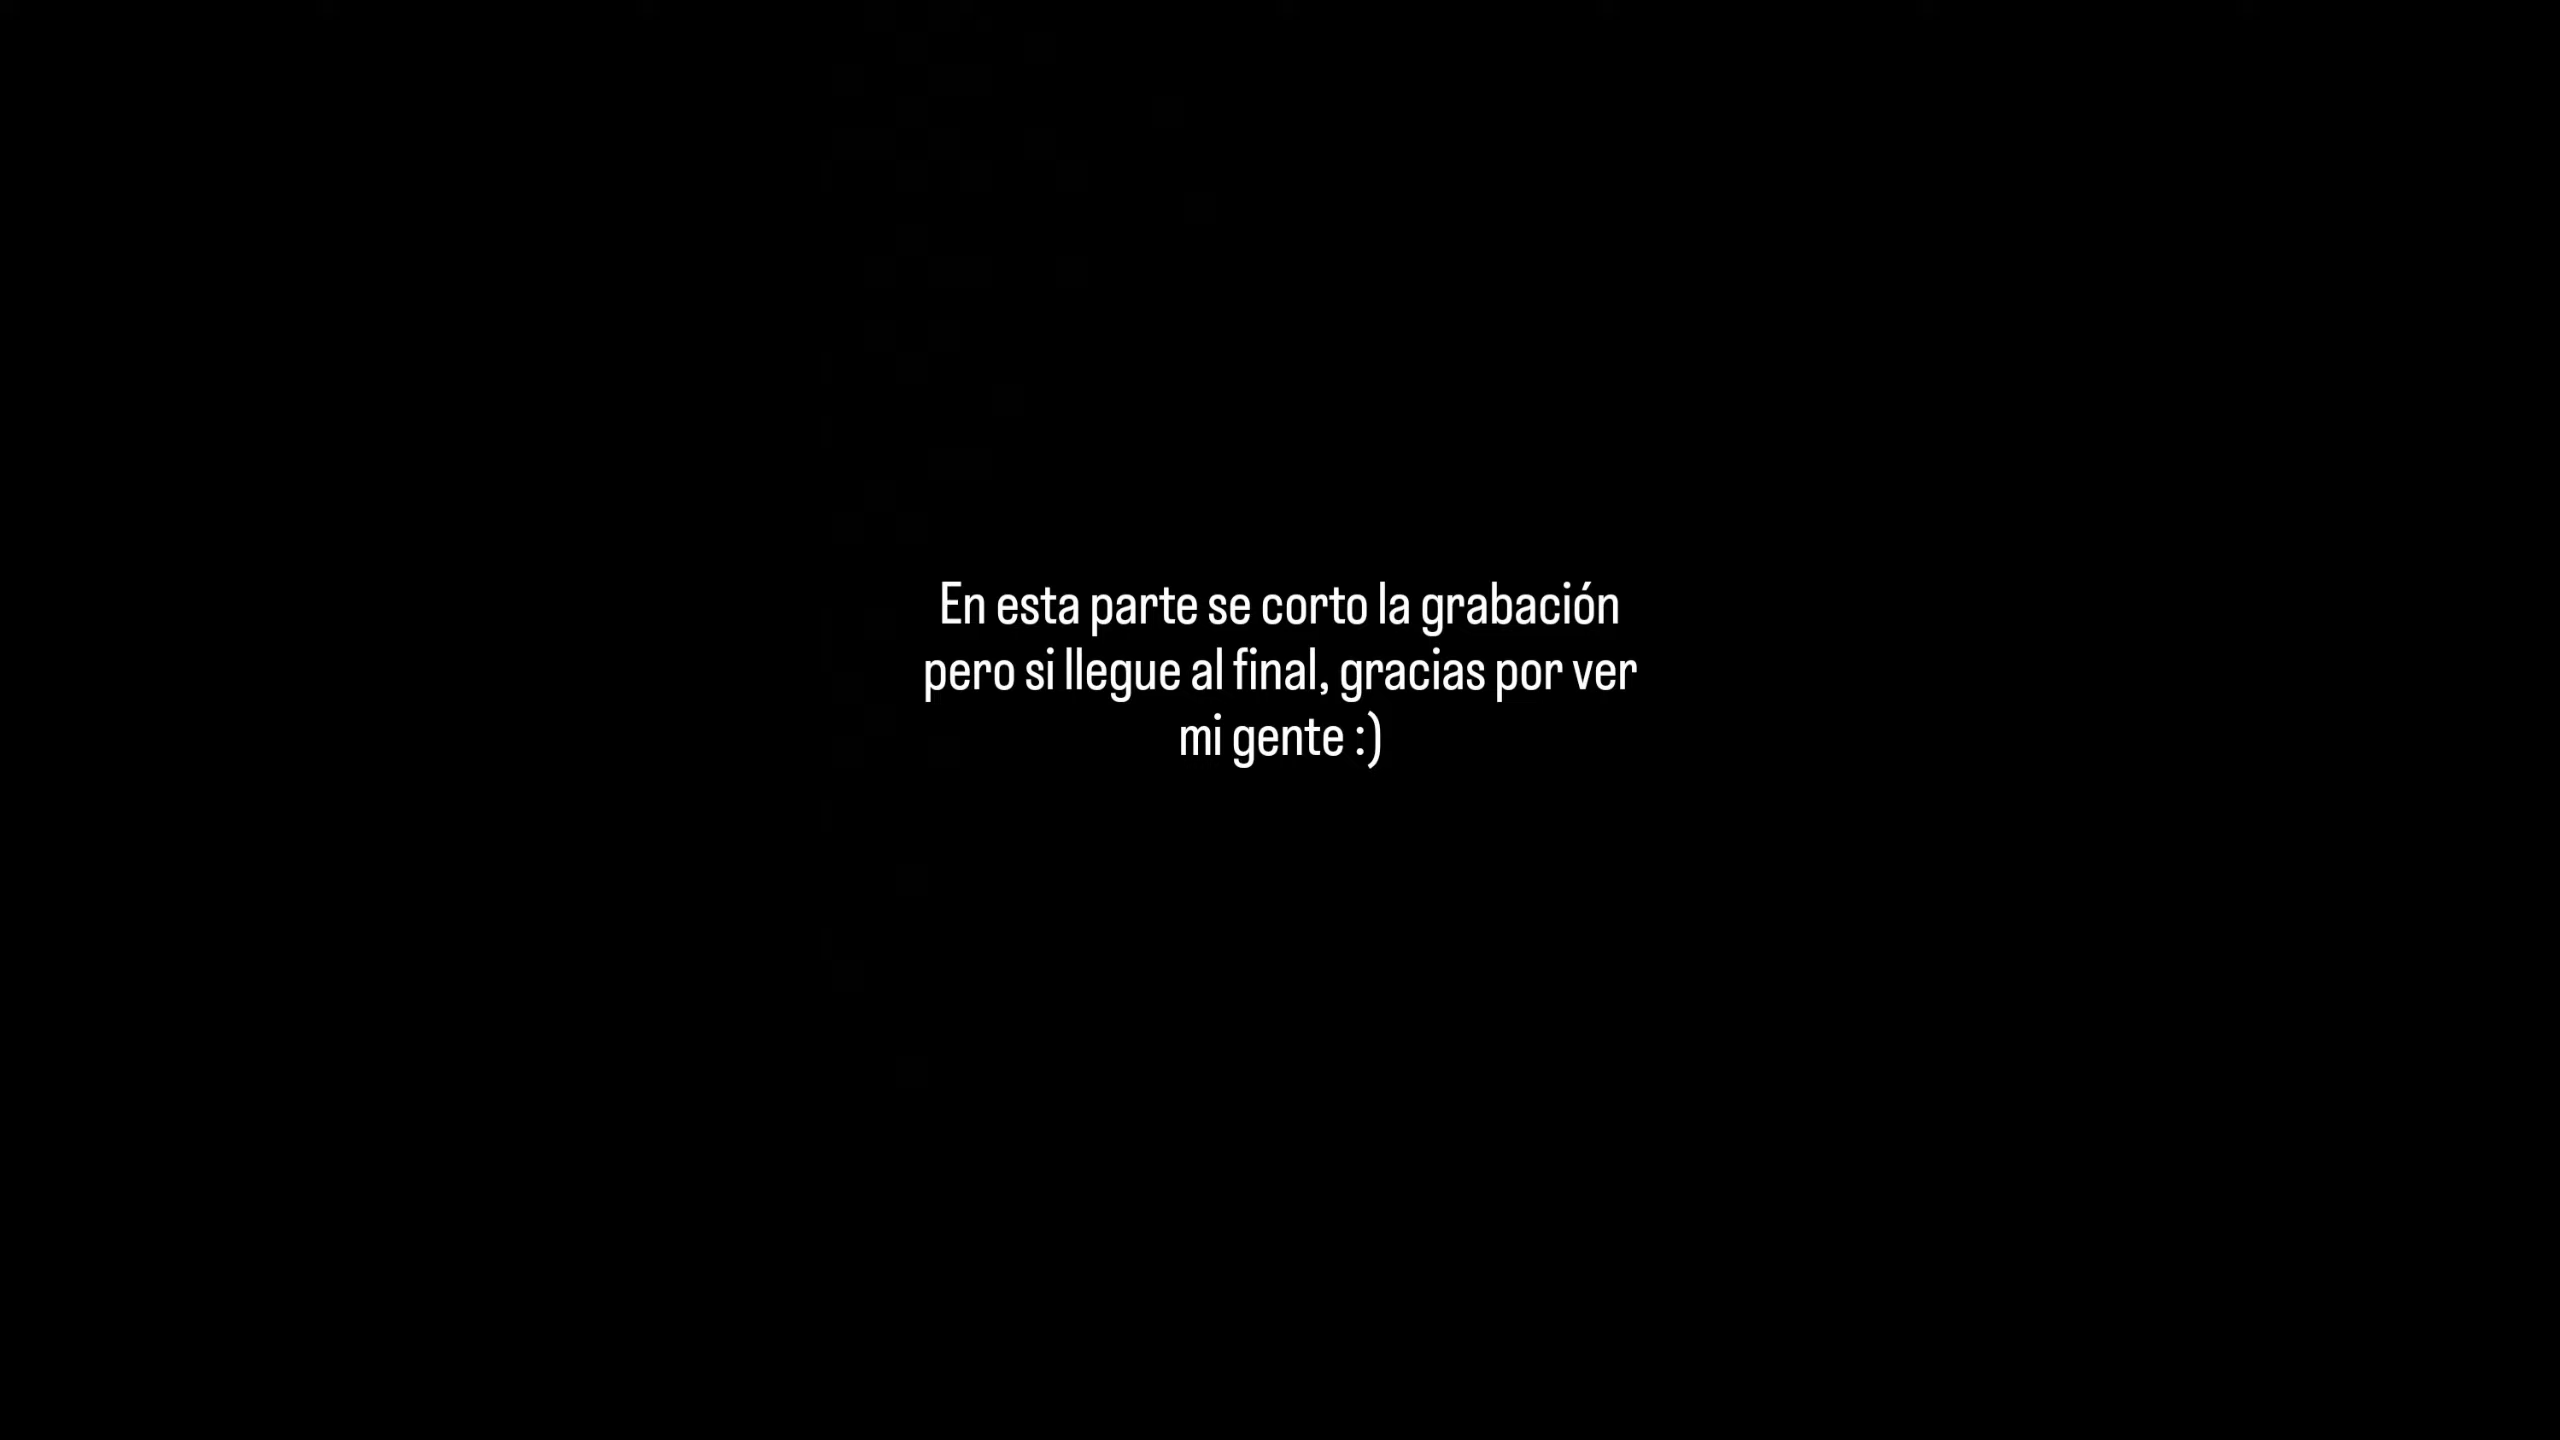 En esta parte se corto la grabación
pero si llegue al final, gracias por ver
mi gente :)